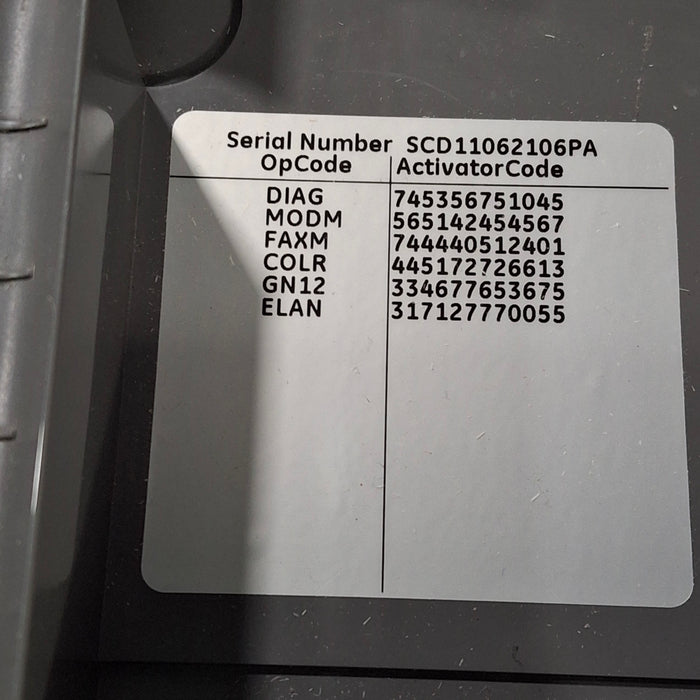 Serial Number SCD11062106PA
OpCode ActivatorCode
DIAG 745356751045
MODM 565142454567
FAXM 744440512401
COLR 445172726613
GN12 334677653675
ELAN 317127770055